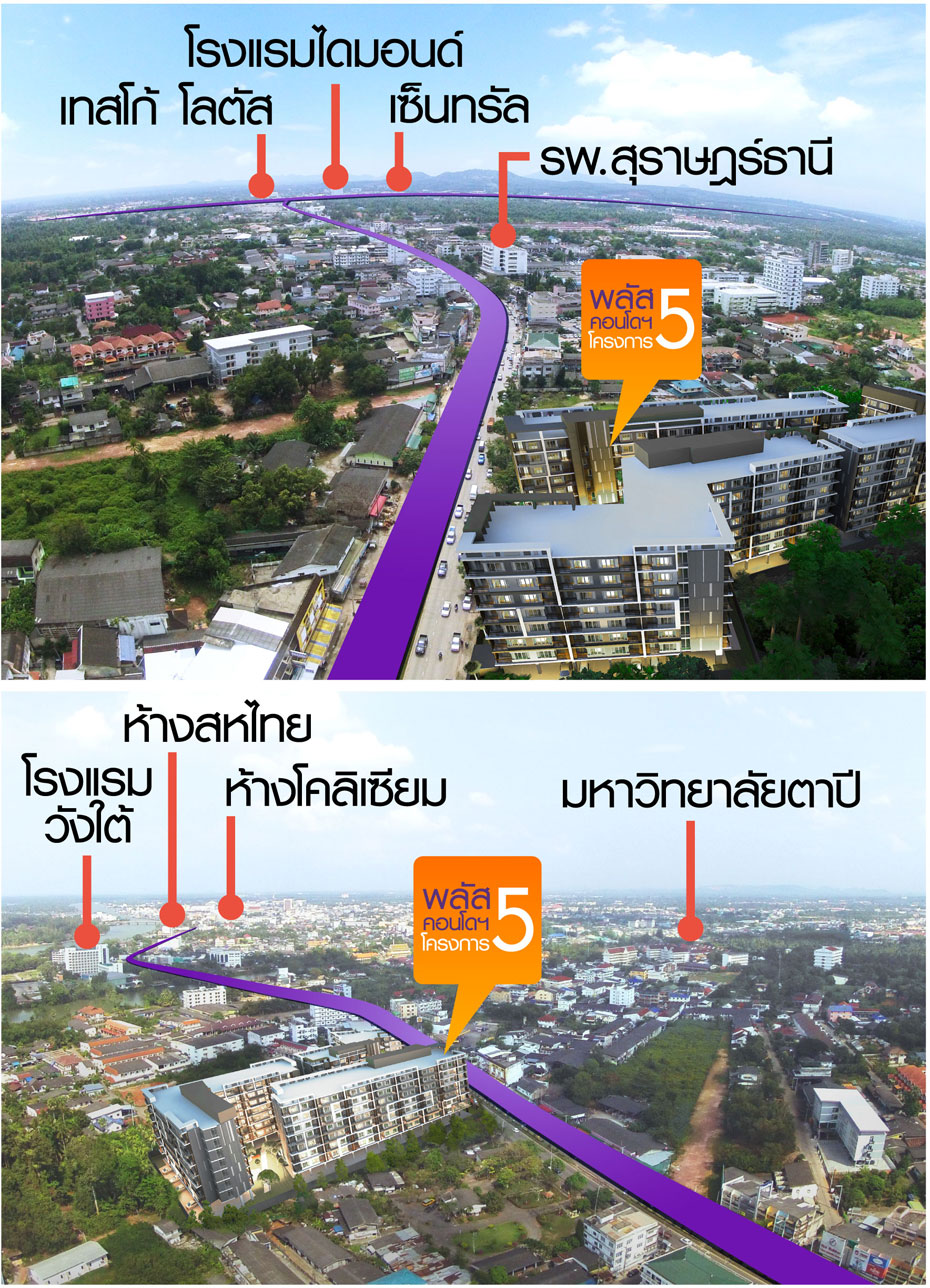 โรงแรมไดมอนด์
เทสโก้ โลตัส
เซ็นทรัล
รพ.สุราษฎร์ธานี
พลัส
คอนโดฯ
โครงการ 5
ห้างสหไทย
โรงแรม
วังใต้
ห้างโคลิเซียม
มหาวิทยาลัยตาปี
พลัส
คอนโดฯ
โครงการ 5